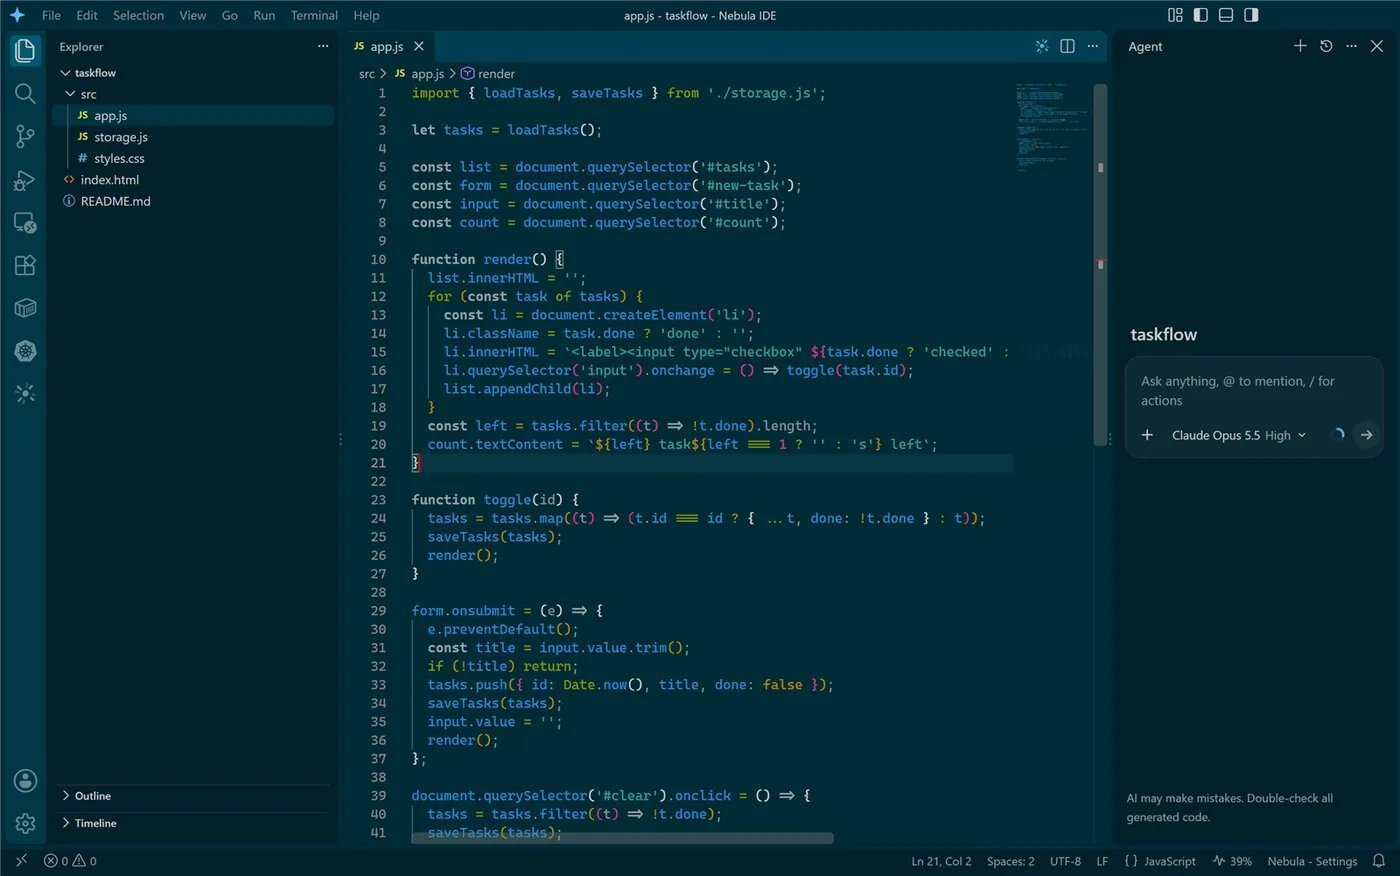 File Edit Selection View Go Run Terminal Help
app.js - taskflow - Nebula IDE
Explorer
taskflow
src
JS app.js
JS storage.js
# styles.css
<> index.html
README.md
Outline
Timeline
JS app.js
src > JS app.js > render
1 import { loadTasks, saveTasks } from './storage.js';
2
3 let tasks = loadTasks();
4
5 const list = document.querySelector('#tasks');
6 const form = document.querySelector('#new-task');
7 const input = document.querySelector('#title');
8 const count = document.querySelector('#count');
9
10 function render() {
11 list.innerHTML = '';
12 for (const task of tasks) {
13 const li = document.createElement('li');
14 li.className = task.done ? 'done' : '';
15 li.innerHTML = `<label><input type="checkbox" ${task.done ? 'checked' :
16 li.querySelector('input').onchange = () => toggle(task.id);
17 list.appendChild(li);
18 }
19 const left = tasks.filter((t) => !t.done).length;
20 count.textContent = `${left} task${left === 1 ? '' : 's'} left`;
21 }
22
23 function toggle(id) {
24 tasks = tasks.map((t) => (t.id === id ? { ...t, done: !t.done } : t));
25 saveTasks(tasks);
26 render();
27 }
28
29 form.onsubmit = (e) => {
30 e.preventDefault();
31 const title = input.value.trim();
32 if (!title) return;
33 tasks.push({ id: Date.now(), title, done: false });
34 saveTasks(tasks);
35 input.value = '';
36 render();
37 };
38
39 document.querySelector('#clear').onclick = () => {
40 tasks = tasks.filter((t) => !t.done);
41 saveTasks(tasks);
Agent
taskflow
Ask anything, @ to mention, / for
actions
Claude Opus 5.5 High
AI may make mistakes. Double-check all
generated code.
0 0
Ln 21, Col 2 Spaces: 2 UTF-8 LF { } JavaScript 39% Nebula - Settings